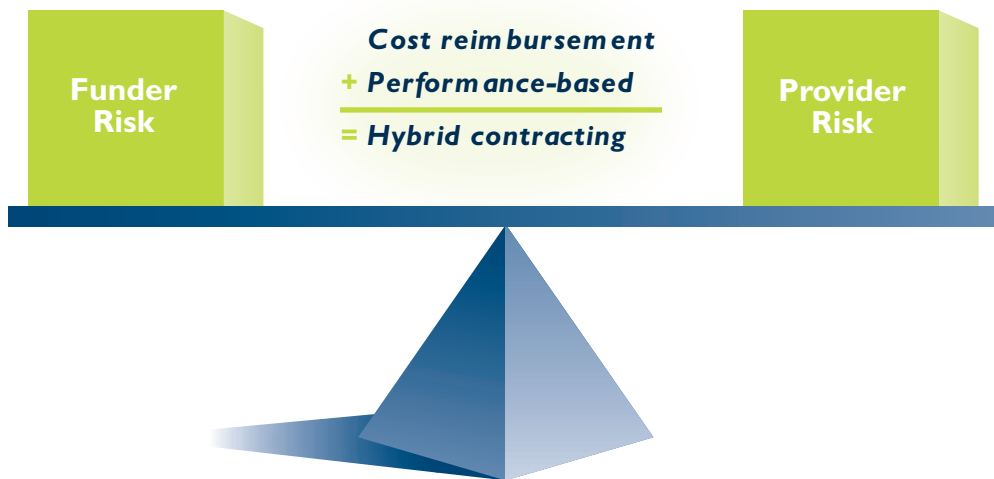 Funder
Risk
Cost reimbursement
+ Performance-based
= Hybrid contracting
Provider
Risk